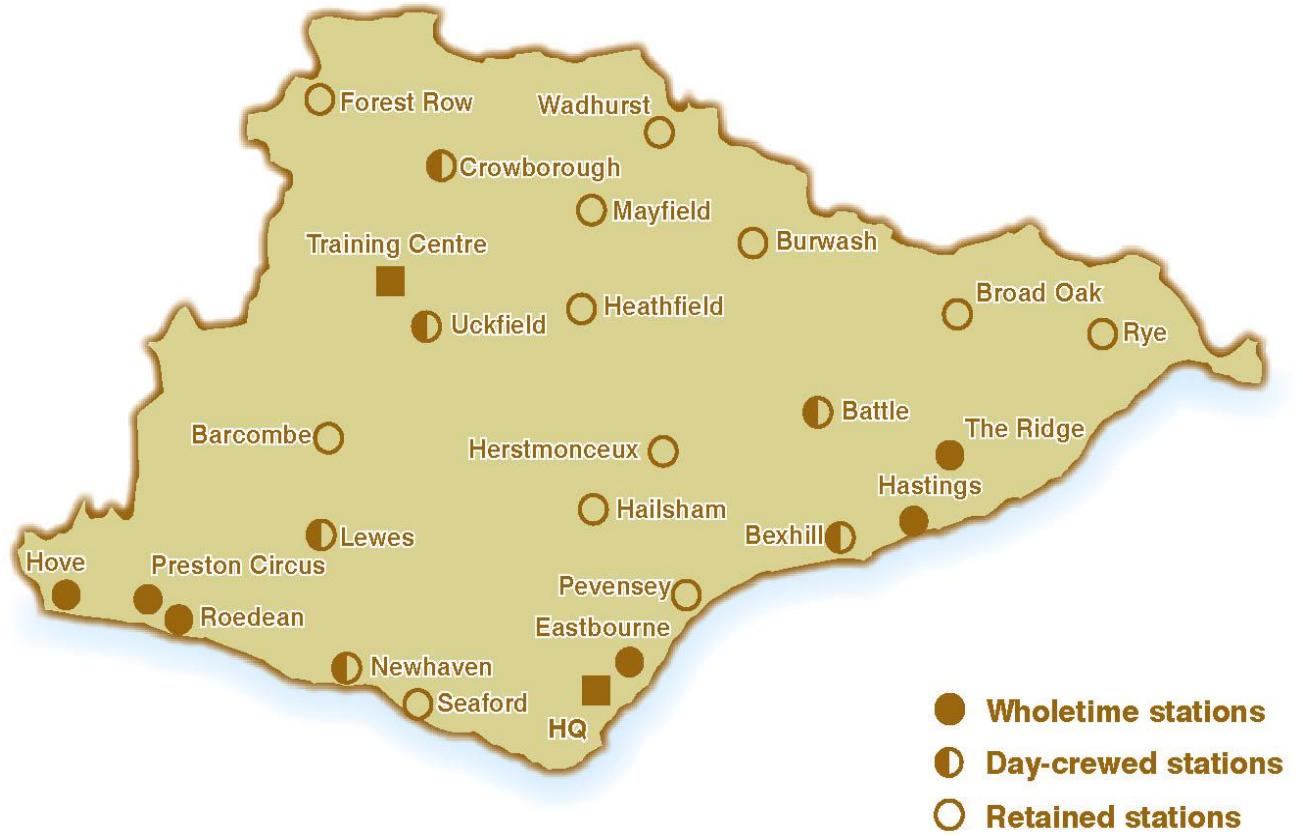 Forest Row
Wadhurst
Crowborough
Mayfield
Training Centre
Burwash
Broad Oak
Heathfield
Uckfield
Rye
Battle
The Ridge
Barcombe
Herstmonceux
Hastings
Hailsham
Bexhill
Lewes
Hove
Preston Circus
Pevensey
Roedean
Eastbourne
Newhaven
Seaford
HQ
Wholetime stations
Day-crewed stations
Retained stations